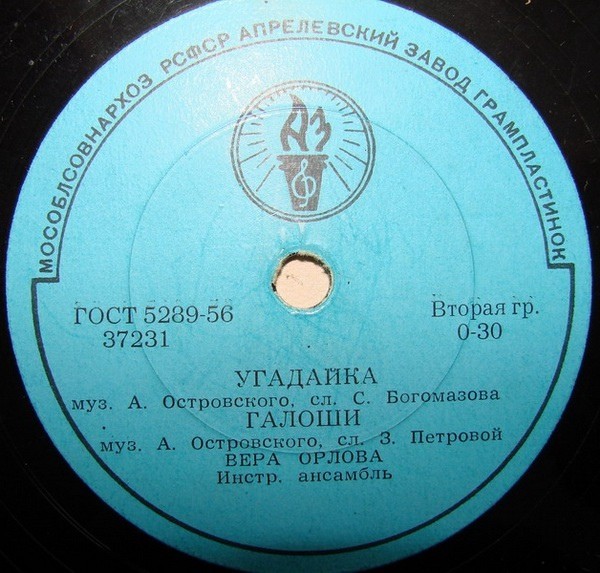 МОСОБЛСОВНАРХОЗ РСФСР АПРЕЛЕВСКИЙ ЗАВОД ГРАМПЛАСТИНОК
АЗ
ГОСТ 5289-56
37231
Вторая гр.
0-30
УГАДАЙКА
муз. А. Островского, сл. С. Богомазова
ГАЛОШИ
муз. А. Островского, сл. З. Петровой
ВЕРА ОРЛОВА
Инстр. ансамбль